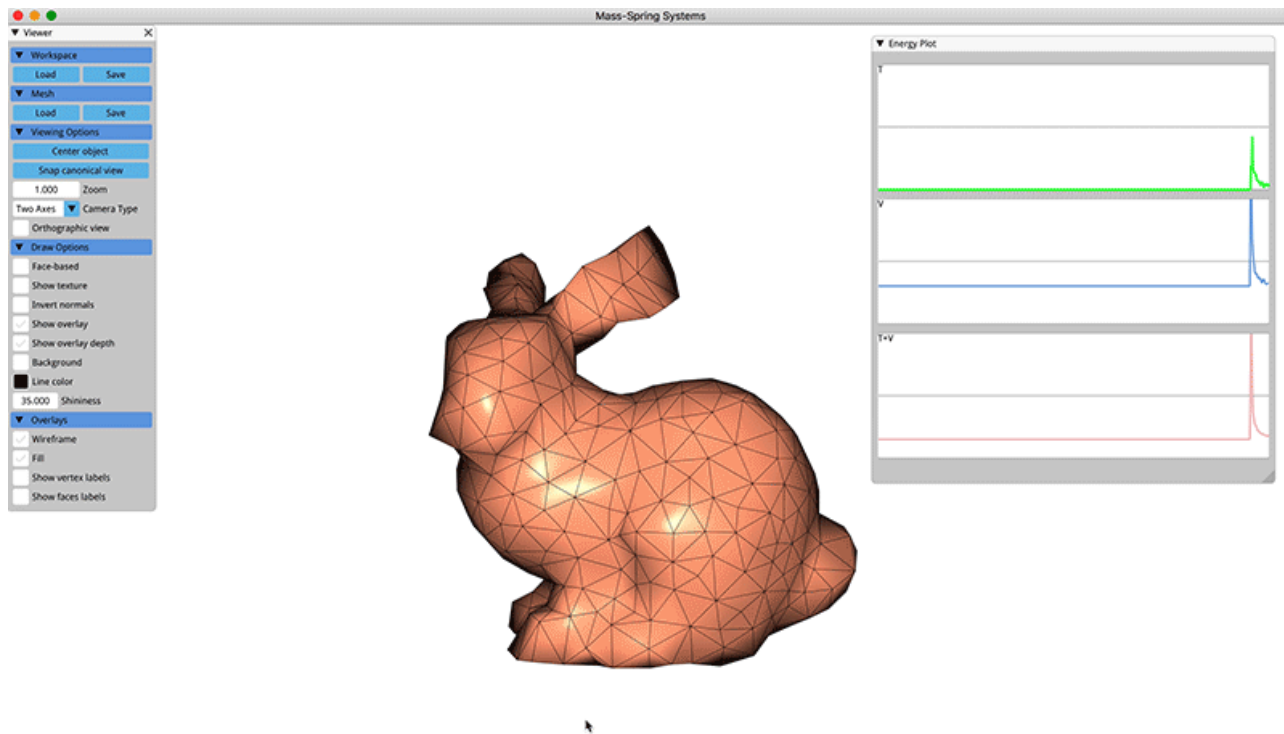 Mass-Spring Systems
Viewer
Workspace
Load Save
Mesh
Load Save
Viewing Options
Center object
Snap canonical view
1.000 Zoom
Two Axes Camera Type
Orthographic view
Draw Options
Face-based
Show texture
Invert normals
Show overlay
Show overlay depth
Background
Line color
35.000 Shininess
Overlays
Wireframe
Fill
Show vertex labels
Show faces labels
Energy Plot
T
V
T+V